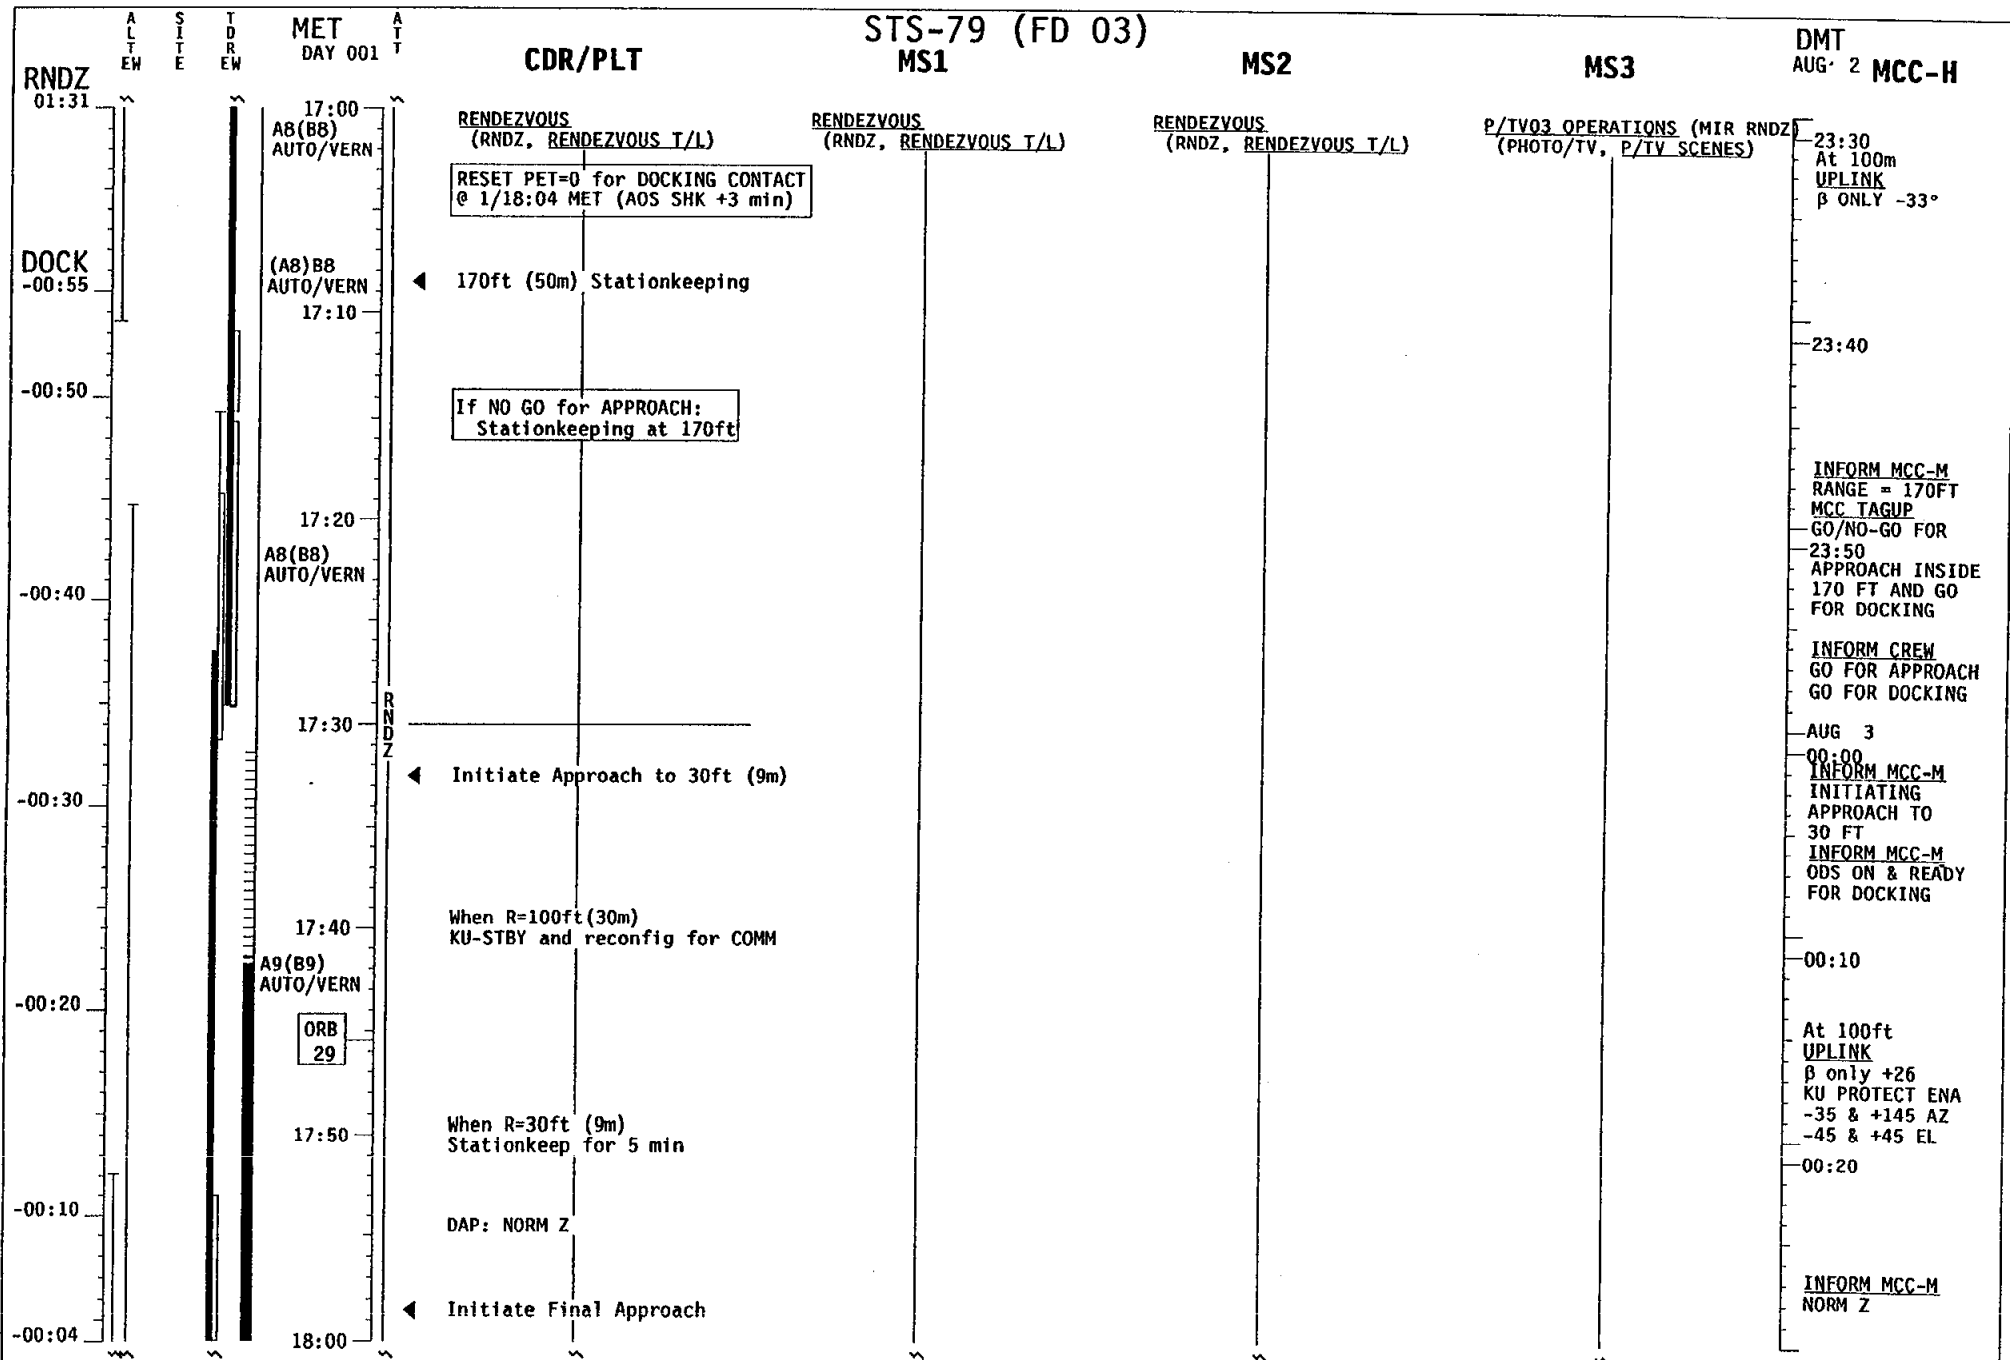 STS-79 (FD 03)
ALT EW
SITE
TDR EW
MET
DAY 001
ATT
CDR/PLT
MS1
MS2
MS3
DMT
AUG 2 MCC-H
RNDZ
01:31
DOCK
-00:55
-00:50
-00:40
-00:30
-00:20
-00:10
-00:04
A8(B8)
AUTO/VERN
(A8)B8
AUTO/VERN
A8(B8)
AUTO/VERN
A9(B9)
AUTO/VERN
17:00
17:10
17:20
17:30
17:40
ORB
29
17:50
18:00
RNDZ
RENDEZVOUS
(RNDZ, RENDEZVOUS T/L)
RESET PET=0 for DOCKING CONTACT
@ 1/18:04 MET (AOS SHK +3 min)
170ft (50m) Stationkeeping
If NO GO for APPROACH:
Stationkeeping at 170ft
Initiate Approach to 30ft (9m)
When R=100ft(30m)
KU-STBY and reconfig for COMM
When R=30ft (9m)
Stationkeep for 5 min
DAP: NORM Z
Initiate Final Approach
RENDEZVOUS
(RNDZ, RENDEZVOUS T/L)
RENDEZVOUS
(RNDZ, RENDEZVOUS T/L)
P/TV03 OPERATIONS (MIR RNDZ)
(PHOTO/TV, P/TV SCENES)
23:30
At 100m
UPLINK
β ONLY -33°
23:40
INFORM MCC-M
RANGE = 170FT
MCC TAGUP
GO/NO-GO FOR
23:50
APPROACH INSIDE
170 FT AND GO
FOR DOCKING
INFORM CREW
GO FOR APPROACH
GO FOR DOCKING
AUG 3
00:00
INFORM MCC-M
INITIATING
APPROACH TO
30 FT
INFORM MCC-M
ODS ON & READY
FOR DOCKING
00:10
At 100ft
UPLINK
β only +26
KU PROTECT ENA
-35 & +145 AZ
-45 & +45 EL
00:20
INFORM MCC-M
NORM Z